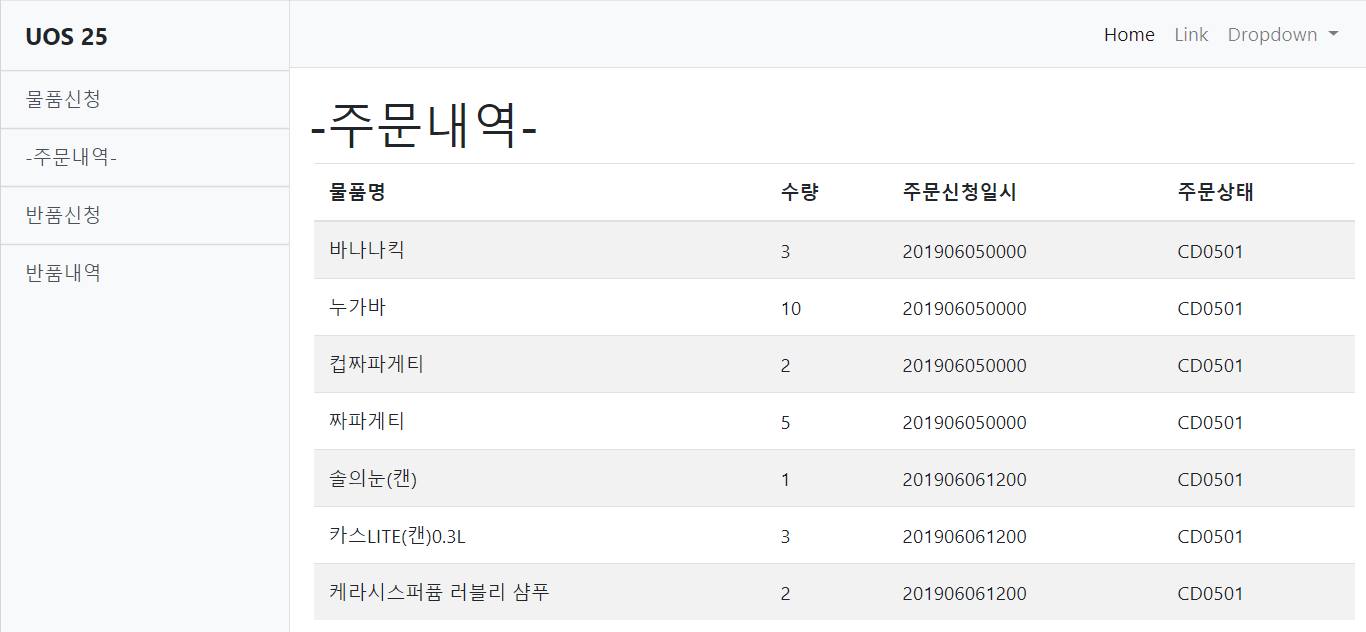 UOS 25
물품신청
-주문내역-
반품신청
반품내역
Home Link Dropdown
-주문내역-
물품명 수량 주문신청일시 주문상태
바나나킥 3 201906050000 CD0501
누가바 10 201906050000 CD0501
컵짜파게티 2 201906050000 CD0501
짜파게티 5 201906050000 CD0501
솔의눈(캔) 1 201906061200 CD0501
카스LITE(캔)0.3L 3 201906061200 CD0501
케라시스퍼퓸 러블리 샴푸 2 201906061200 CD0501